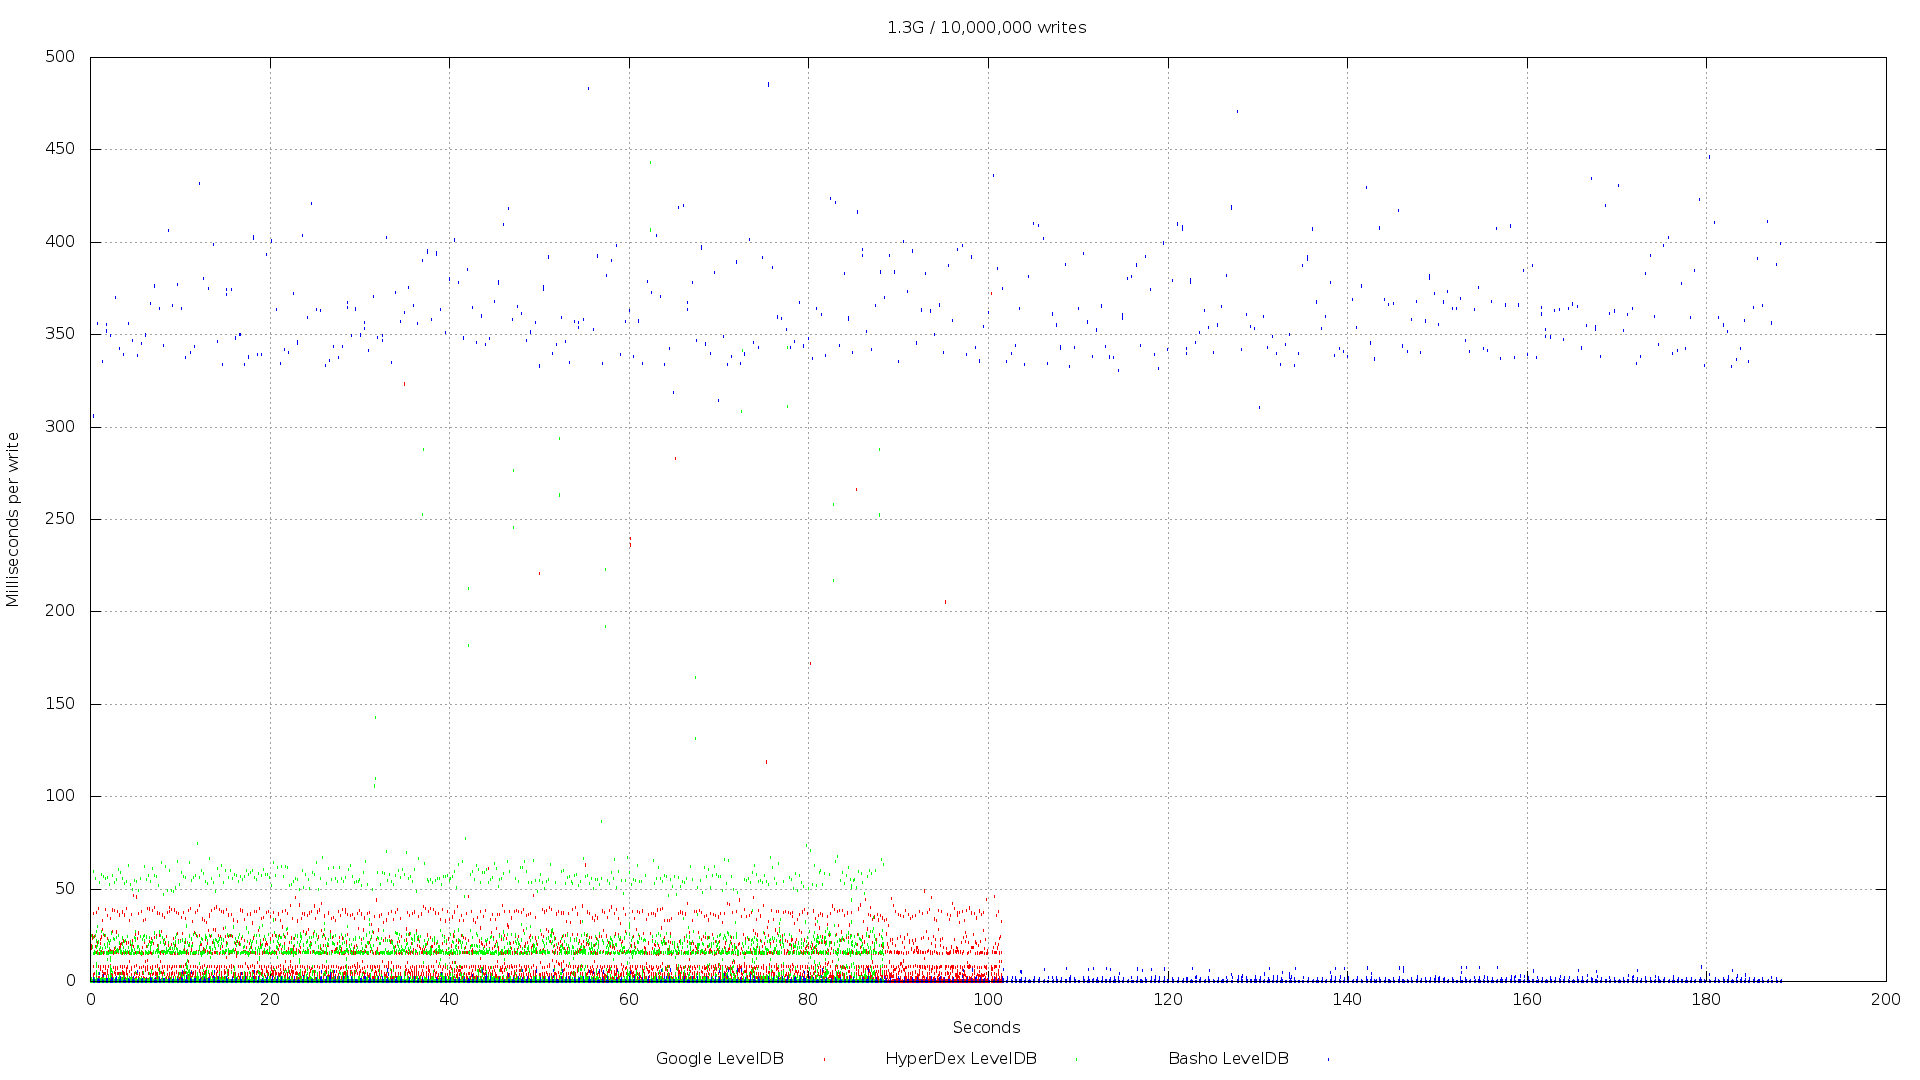 1.3G / 10,000,000 writes
500
450
400
350
300
250
200
150
100
50
0
Milliseconds per write
0 20 40 60 80 100 120 140 160 180 200
Seconds
Google LevelDB HyperDex LevelDB Basho LevelDB